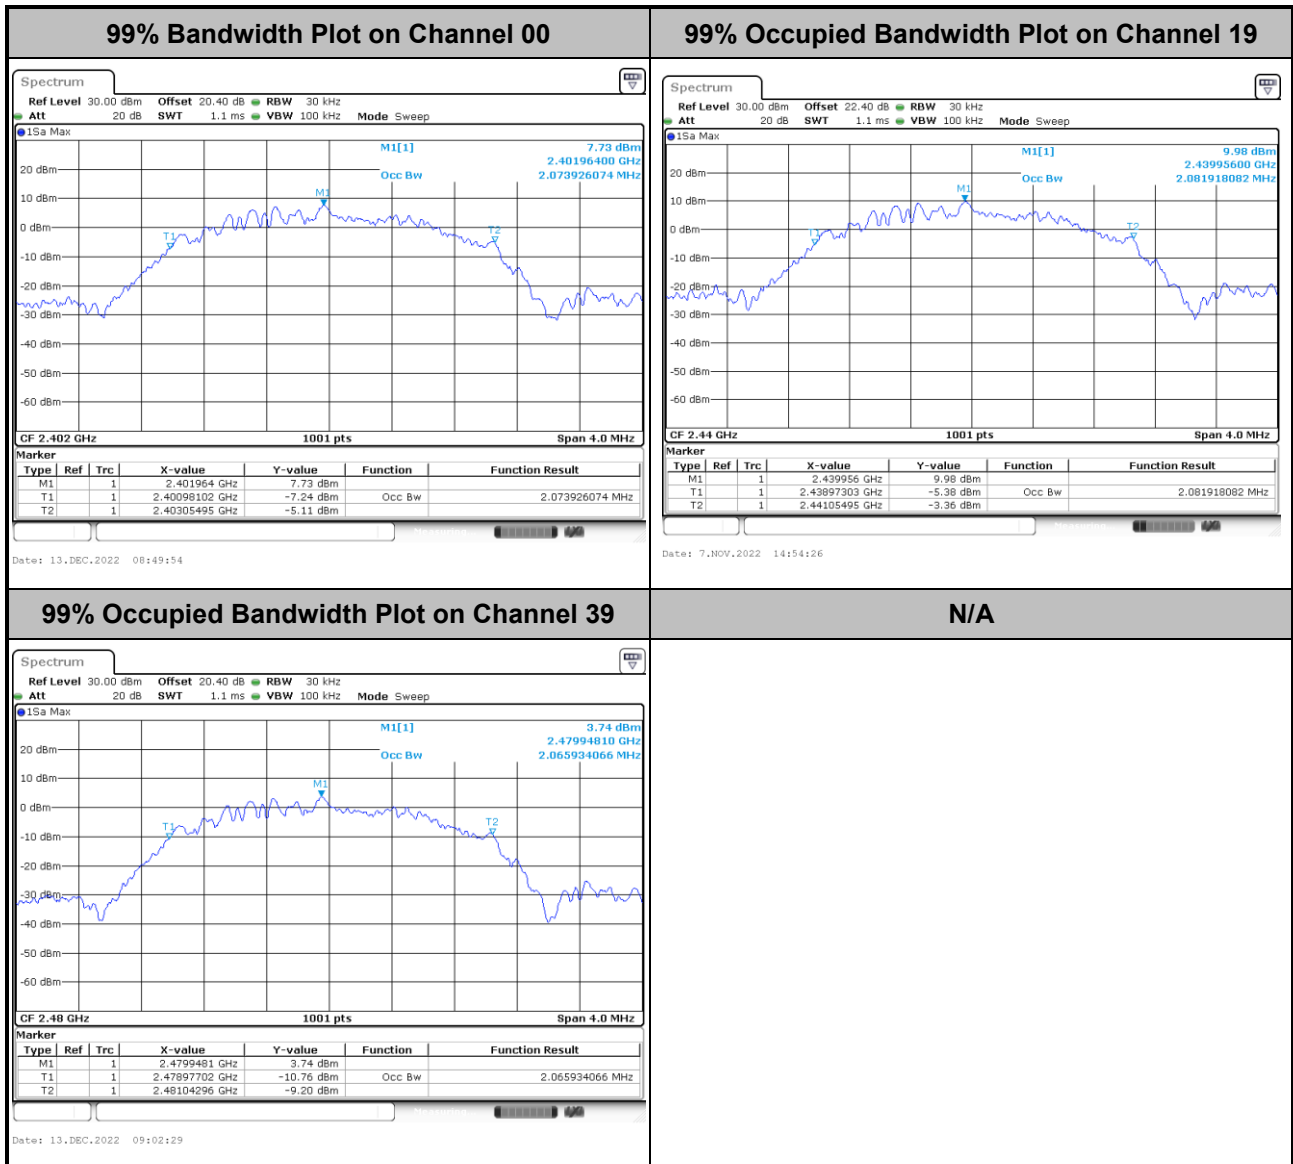 99% Bandwidth Plot on Channel 00
Spectrum
Ref Level 30.00 dBm Offset 20.40 dB RBW 30 kHz
Att 20 dB SWT 1.1 ms VBW 100 kHz Mode Sweep
1Sa Max
M1[1] 7.73 dBm
2.40196400 GHz
Occ Bw 2.073926074 MHz
20 dBm
10 dBm
0 dBm
-10 dBm
-20 dBm
-30 dBm
-40 dBm
-50 dBm
-60 dBm
M1
T1
T2
CF 2.402 GHz 1001 pts Span 4.0 MHz
Marker
Type Ref Trc X-value Y-value Function Function Result
M1 1 2.401964 GHz 7.73 dBm
T1 1 2.40098102 GHz -7.24 dBm Occ Bw 2.073926074 MHz
T2 1 2.40305495 GHz -5.11 dBm
Measuring
Date: 13.DEC.2022 08:49:54
99% Occupied Bandwidth Plot on Channel 19
Spectrum
Ref Level 30.00 dBm Offset 22.40 dB RBW 30 kHz
Att 20 dB SWT 1.1 ms VBW 100 kHz Mode Sweep
1Sa Max
M1[1] 9.98 dBm
2.43995600 GHz
Occ Bw 2.081918082 MHz
20 dBm
10 dBm
0 dBm
-10 dBm
-20 dBm
-30 dBm
-40 dBm
-50 dBm
-60 dBm
M1
T1
T2
CF 2.44 GHz 1001 pts Span 4.0 MHz
Marker
Type Ref Trc X-value Y-value Function Function Result
M1 1 2.439956 GHz 9.98 dBm
T1 1 2.43897303 GHz -5.38 dBm Occ Bw 2.081918082 MHz
T2 1 2.44105495 GHz -3.36 dBm
Measuring
Date: 7.NOV.2022 14:54:26
99% Occupied Bandwidth Plot on Channel 39
Spectrum
Ref Level 30.00 dBm Offset 20.40 dB RBW 30 kHz
Att 20 dB SWT 1.1 ms VBW 100 kHz Mode Sweep
1Sa Max
M1[1] 3.74 dBm
2.47994810 GHz
Occ Bw 2.065934066 MHz
20 dBm
10 dBm
0 dBm
-10 dBm
-20 dBm
-30 dBm
-40 dBm
-50 dBm
-60 dBm
M1
T1
T2
CF 2.48 GHz 1001 pts Span 4.0 MHz
Marker
Type Ref Trc X-value Y-value Function Function Result
M1 1 2.4799481 GHz 3.74 dBm
T1 1 2.47897702 GHz -10.76 dBm Occ Bw 2.065934066 MHz
T2 1 2.48104296 GHz -9.20 dBm
Measuring
Date: 13.DEC.2022 09:02:29
N/A